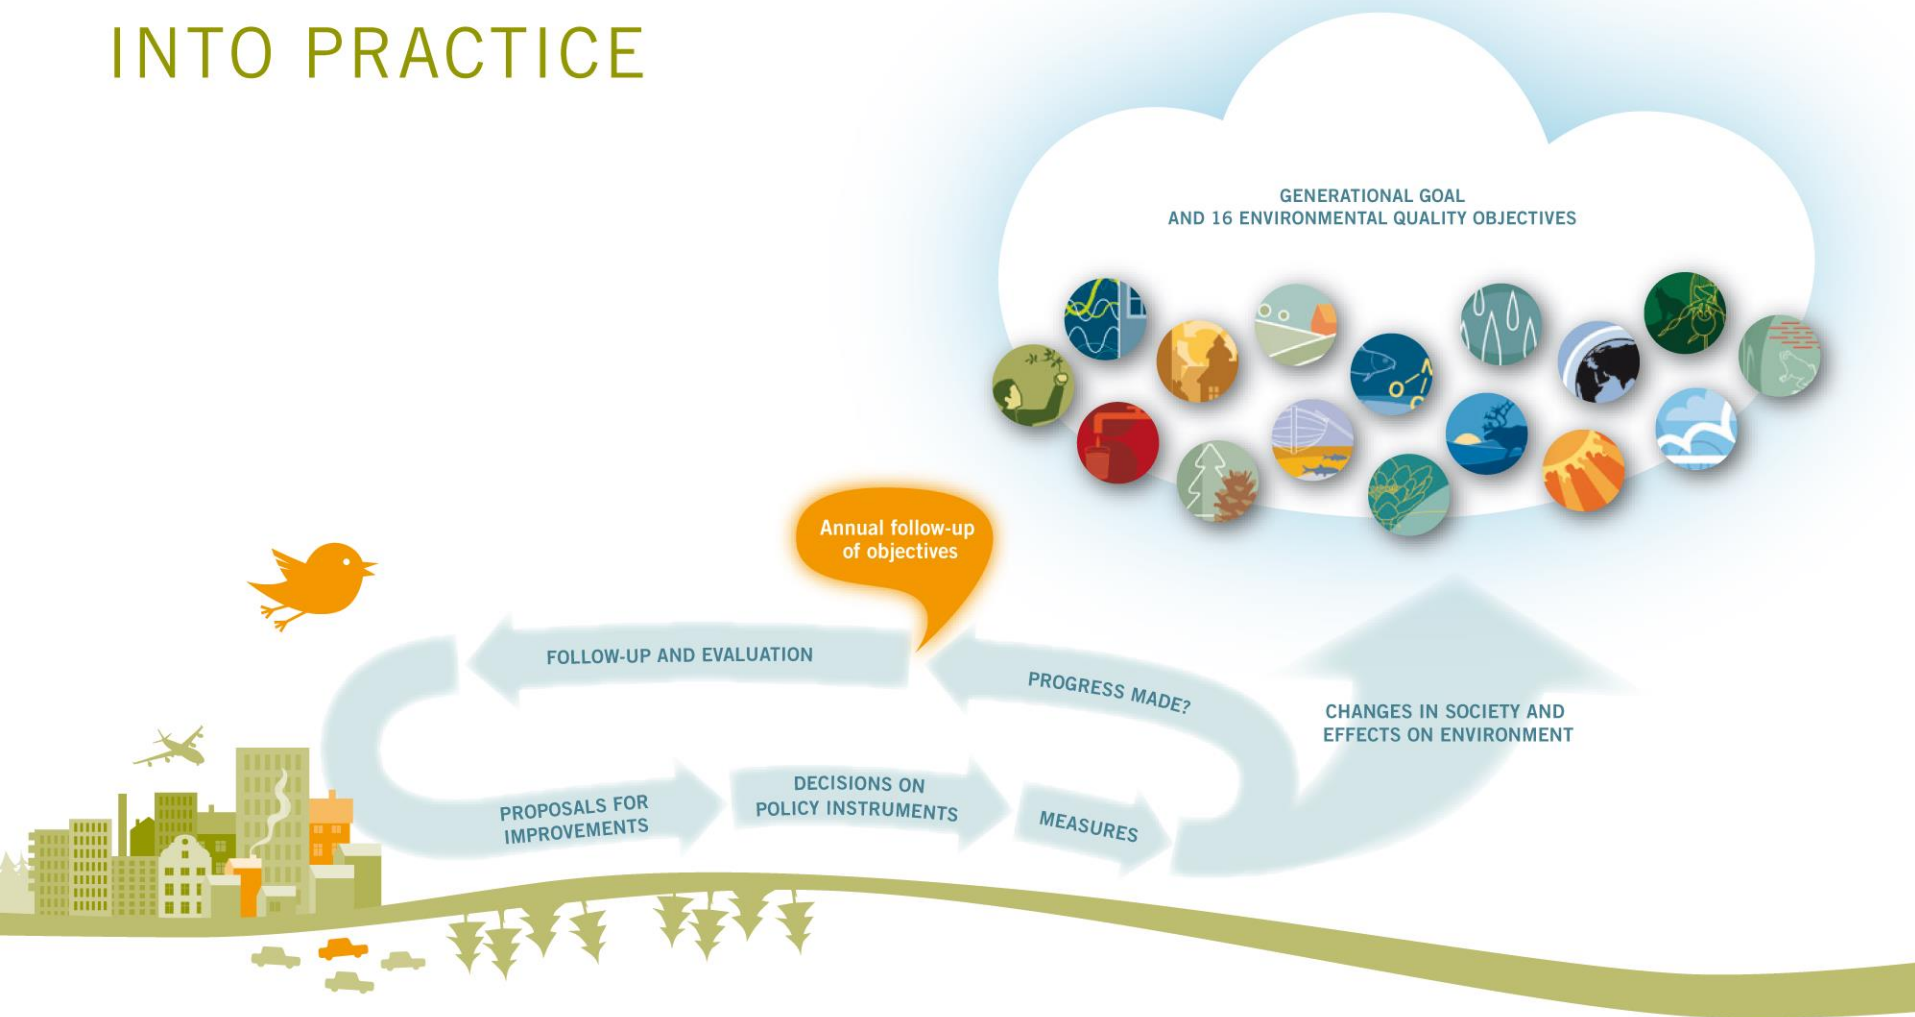 INTO PRACTICE
GENERATIONAL GOAL
AND 16 ENVIRONMENTAL QUALITY OBJECTIVES
Annual follow-up
of objectives
FOLLOW-UP AND EVALUATION
PROGRESS MADE?
CHANGES IN SOCIETY AND
EFFECTS ON ENVIRONMENT
PROPOSALS FOR
IMPROVEMENTS
DECISIONS ON
POLICY INSTRUMENTS
MEASURES